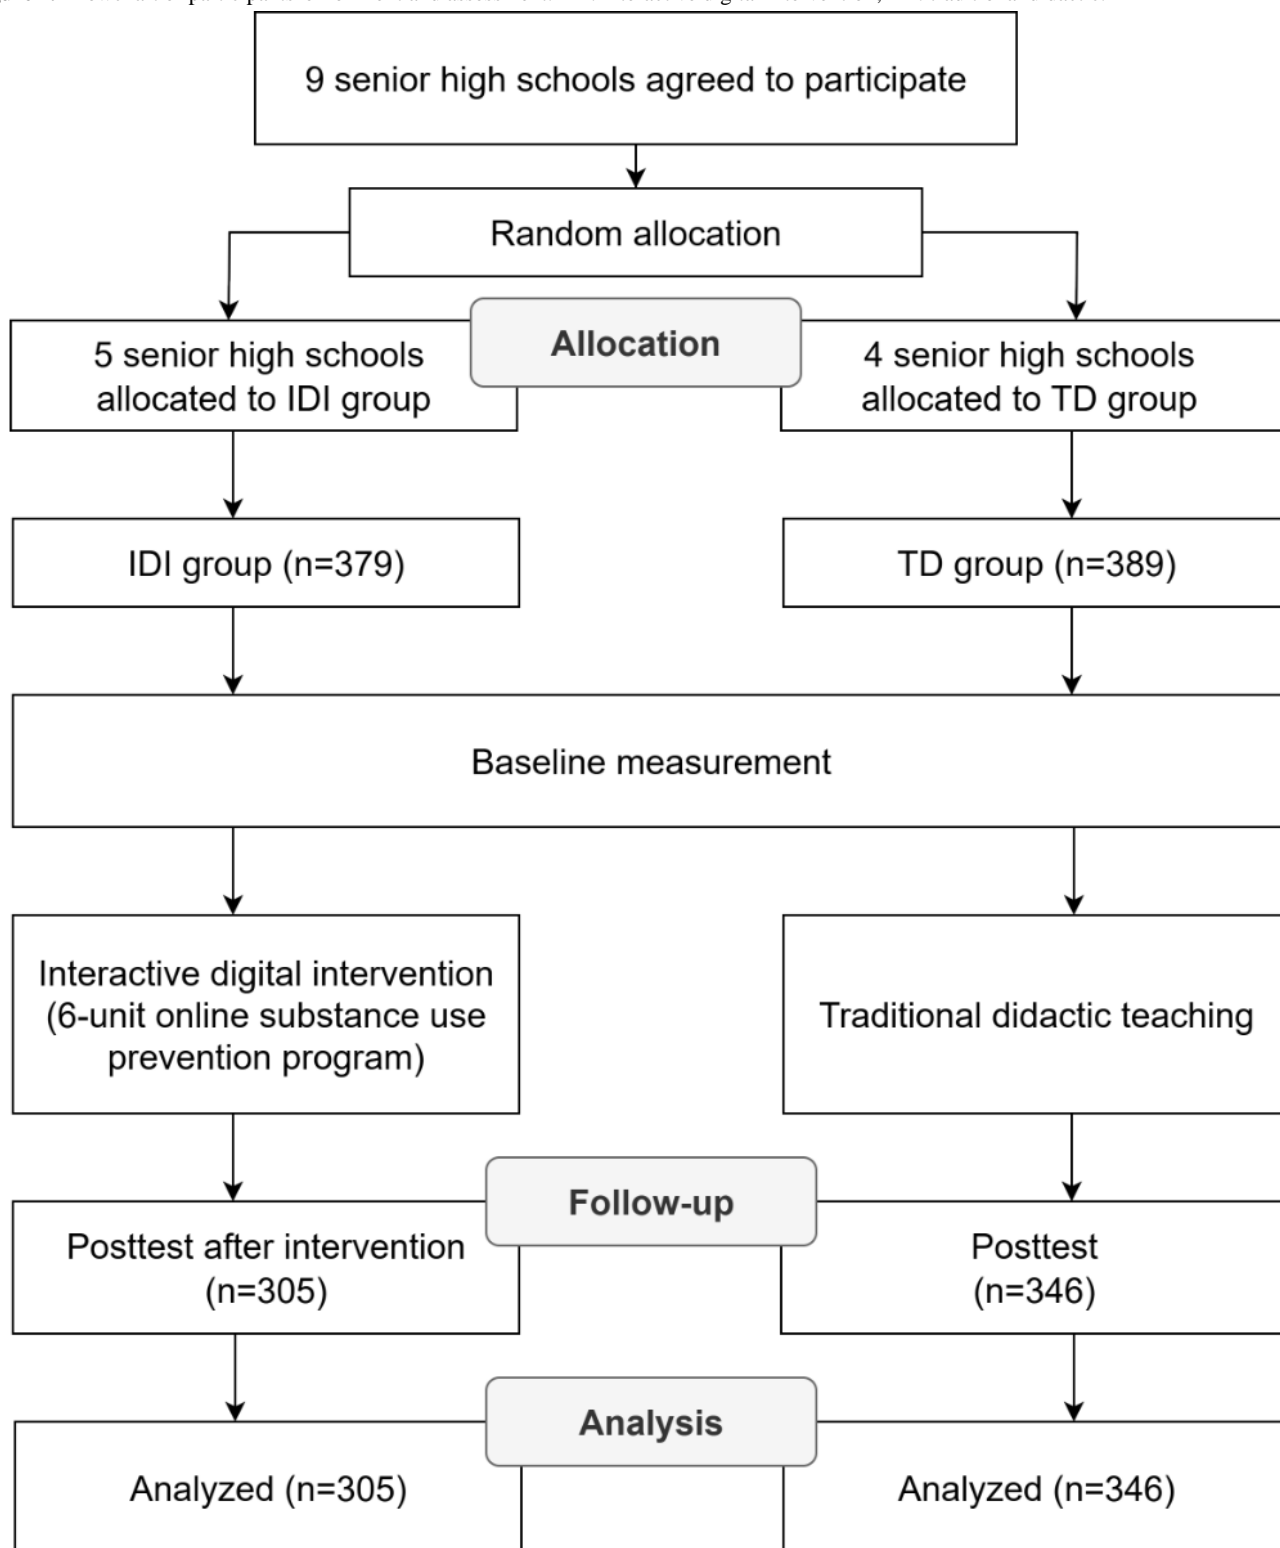 9 senior high schools agreed to participate
Random allocation
Allocation
5 senior high schools
allocated to IDI group
4 senior high schools
allocated to TD group
IDI group (n=379)
TD group (n=389)
Baseline measurement
Interactive digital intervention
(6-unit online substance use
prevention program)
Traditional didactic teaching
Follow-up
Posttest after intervention
(n=305)
Posttest
(n=346)
Analysis
Analyzed (n=305)
Analyzed (n=346)